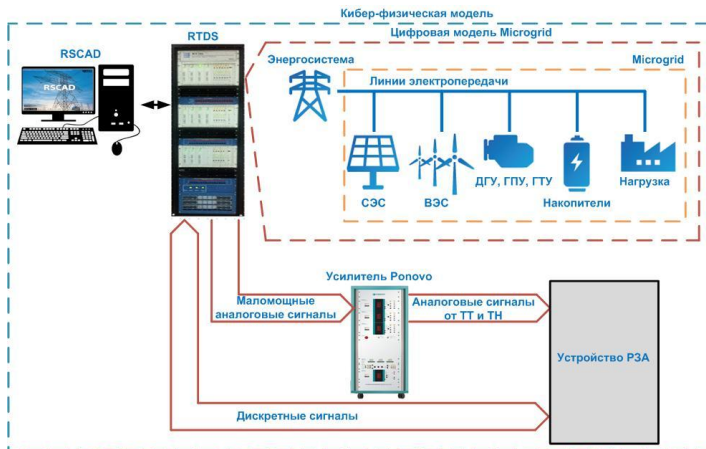 Кибер-физическая модель
RTDS
Цифровая модель Microgrid
RSCAD
Энергосистема
Microgrid
Линии электропередачи
RSCAD
СЭС
ВЭС
ДГУ, ГПУ, ГТУ
Накопители
Нагрузка
Усилитель Ponovo
Маломощные
аналоговые сигналы
Аналоговые сигналы
от ТТ и ТН
Устройство РЗА
Дискретные сигналы